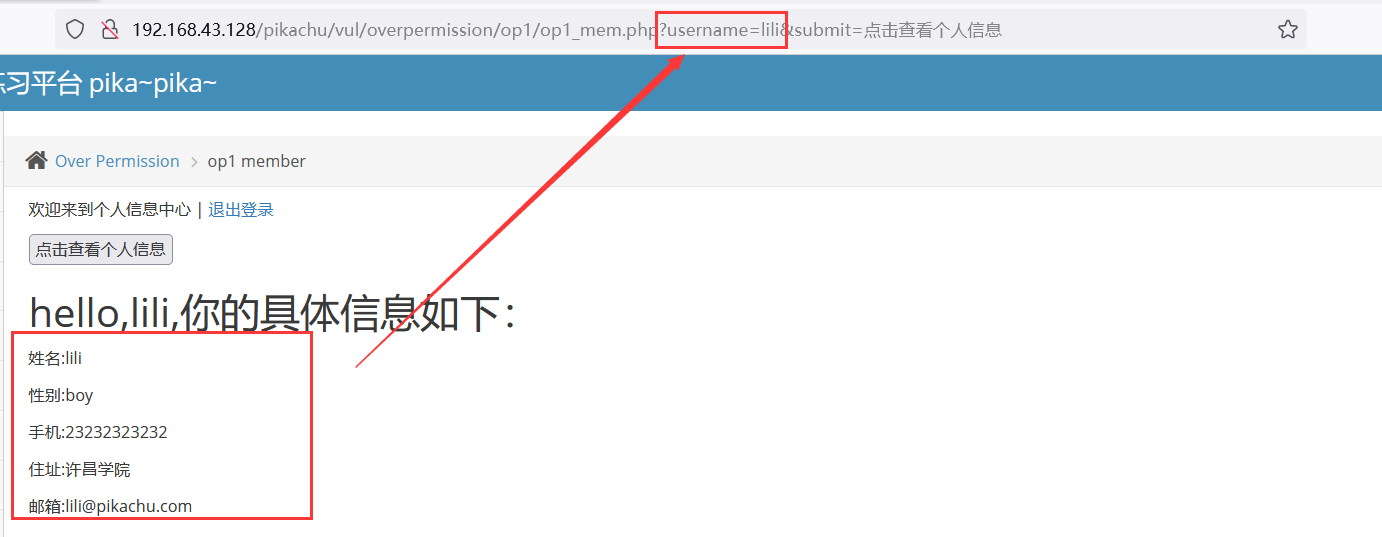 192.168.43.128/pikachu/vul/overpermission/op1/op1_mem.php?username=lili&submit=点击查看个人信息
习平台 pika~pika~
Over Permission > op1 member
欢迎来到个人信息中心 | 退出登录
点击查看个人信息
hello,lili,你的具体信息如下：
姓名:lili
性别:boy
手机:23232323232
住址:许昌学院
邮箱:lili@pikachu.com